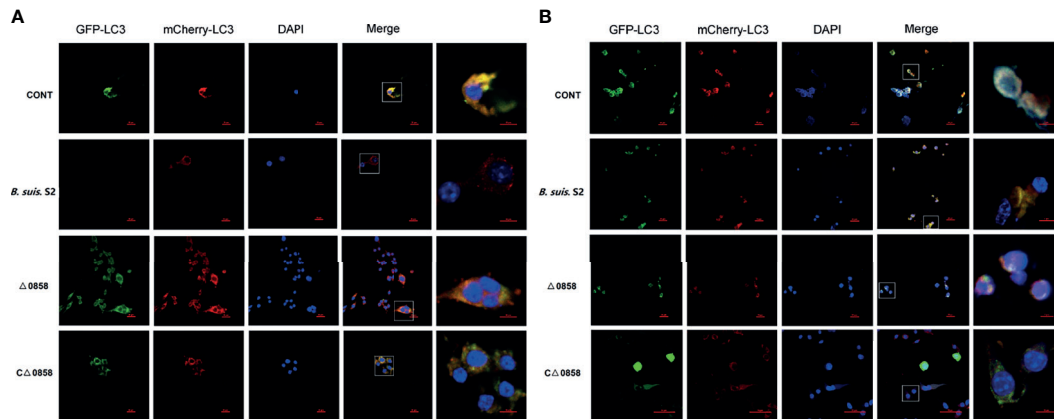 A
GFP-LC3 mCherry-LC3 DAPI Merge
CONT
B. suis. S2
△0858
C△0858
B
GFP-LC3 mCherry-LC3 DAPI Merge
CONT
B. suis. S2
△0858
C△0858